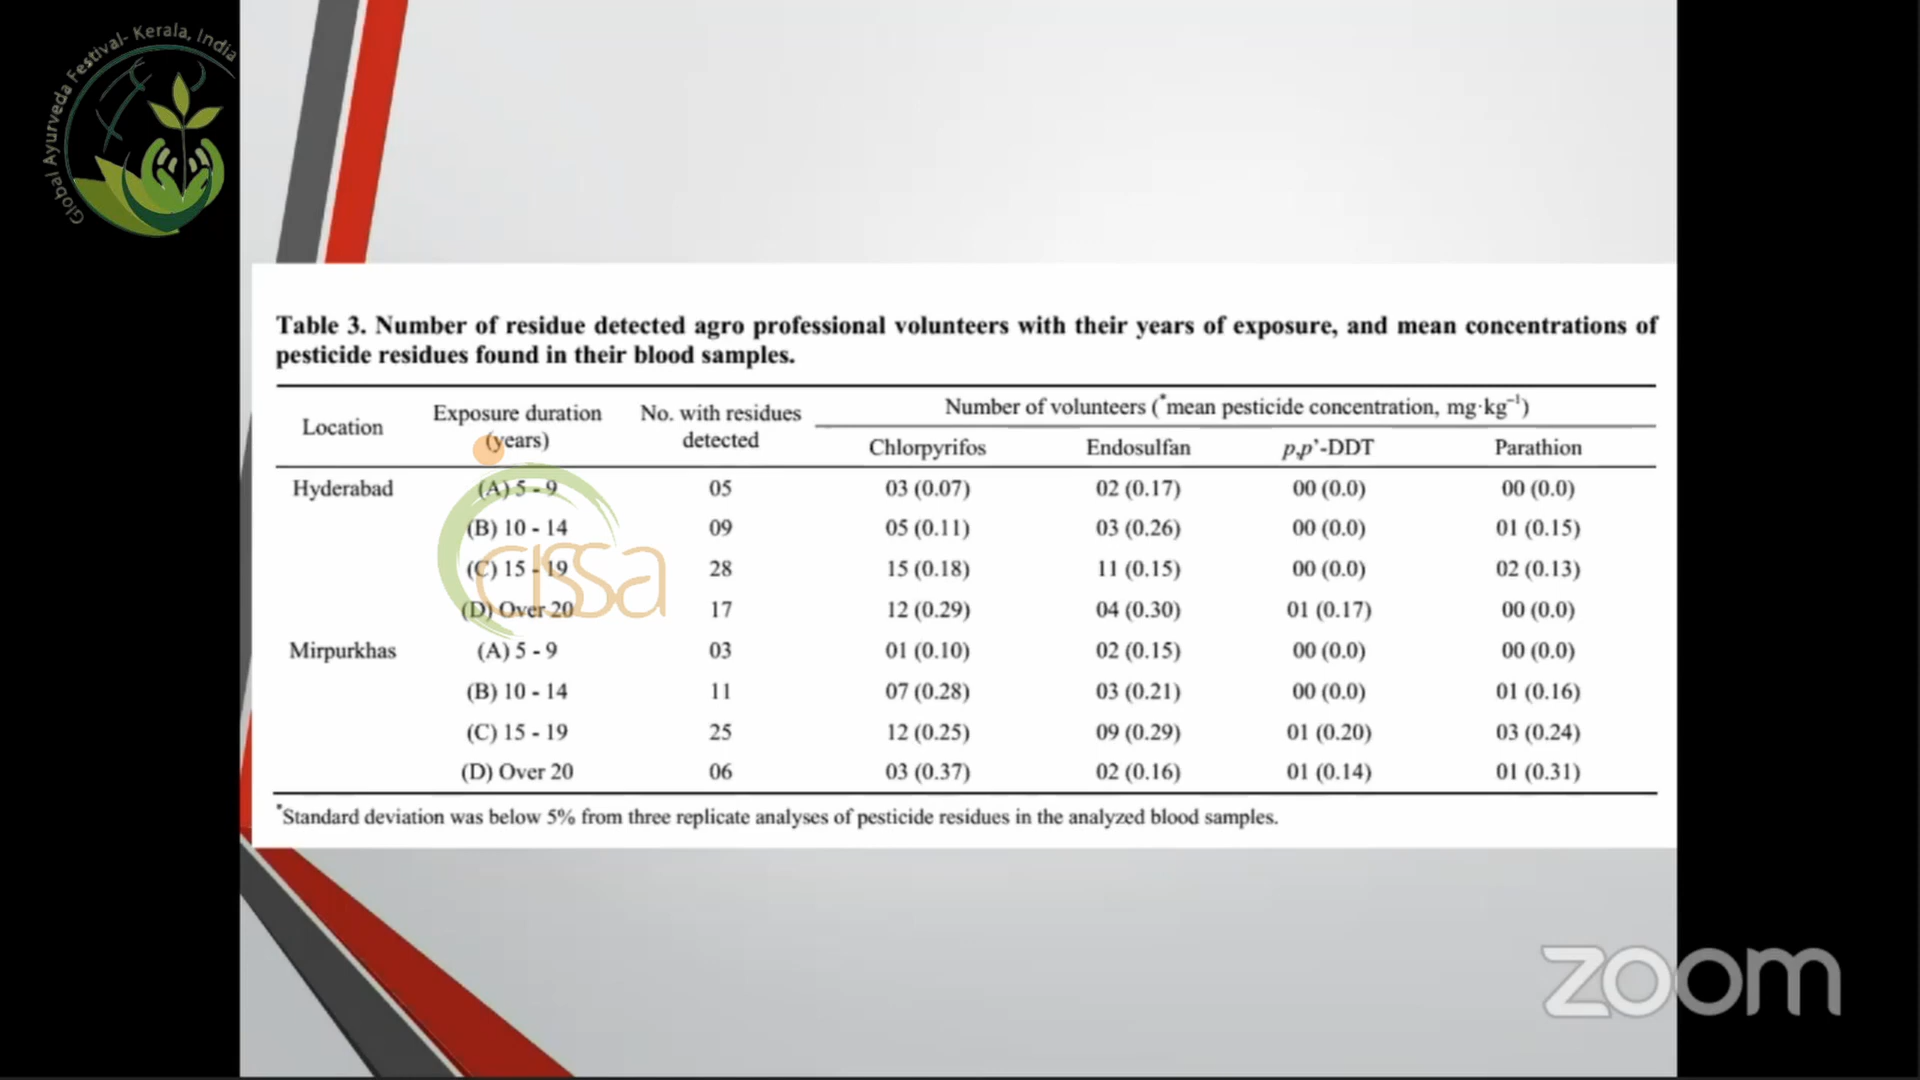 Global Ayurveda Festival- Kerala, India
Table 3. Number of residue detected agro professional volunteers with their years of exposure, and mean concentrations of
pesticide residues found in their blood samples.
Location Exposure duration (years) No. with residues detected Number of volunteers (*mean pesticide concentration, mg·kg⁻¹)
Chlorpyrifos Endosulfan p,p’-DDT Parathion
Hyderabad (A) 5 - 9 05 03 (0.07) 02 (0.17) 00 (0.0) 00 (0.0)
(B) 10 - 14 09 05 (0.11) 03 (0.26) 00 (0.0) 01 (0.15)
(C) 15 - 19 28 15 (0.18) 11 (0.15) 00 (0.0) 02 (0.13)
(D) Over 20 17 12 (0.29) 04 (0.30) 01 (0.17) 00 (0.0)
Mirpurkhas (A) 5 - 9 03 01 (0.10) 02 (0.15) 00 (0.0) 00 (0.0)
(B) 10 - 14 11 07 (0.28) 03 (0.21) 00 (0.0) 01 (0.16)
(C) 15 - 19 25 12 (0.25) 09 (0.29) 01 (0.20) 03 (0.24)
(D) Over 20 06 03 (0.37) 02 (0.16) 01 (0.14) 01 (0.31)
*Standard deviation was below 5% from three replicate analyses of pesticide residues in the analyzed blood samples.
cissa
zoom